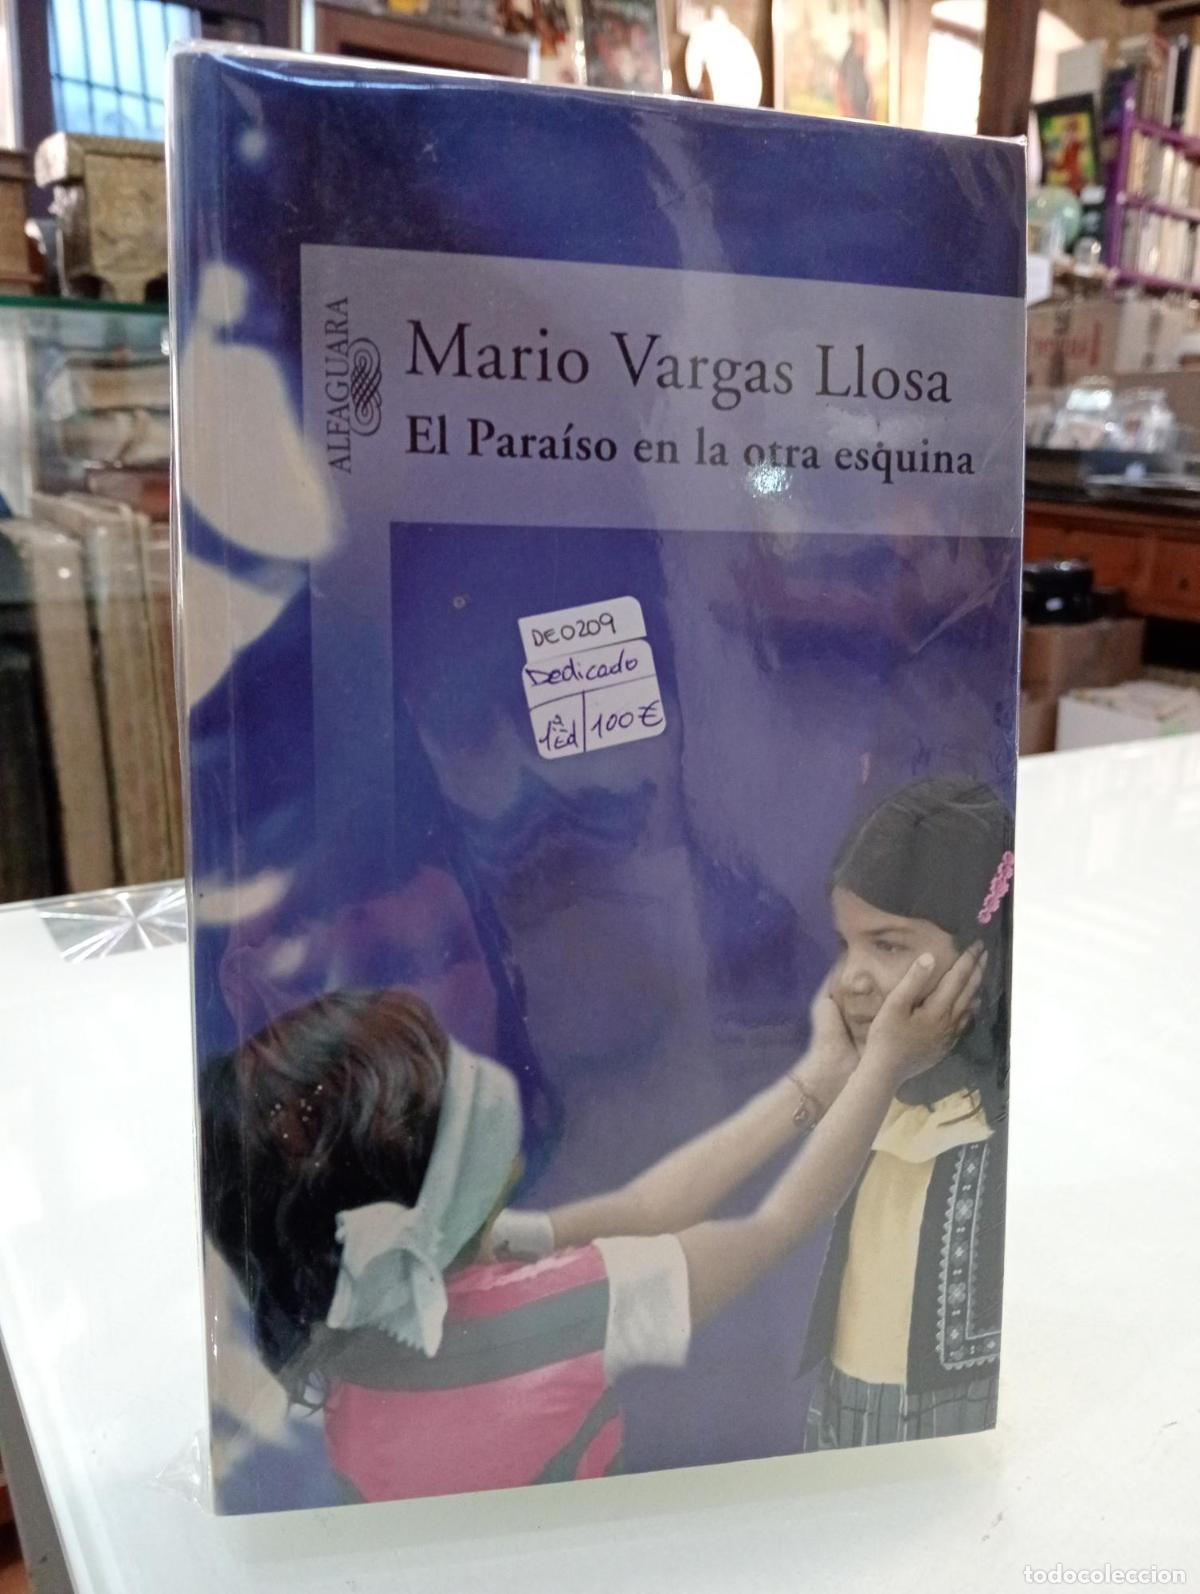 ALFAGUARA
Mario Vargas Llosa
El Paraíso en la otra esquina
DE0209
Dedicado
1ª Ed
100€
todocoleccion